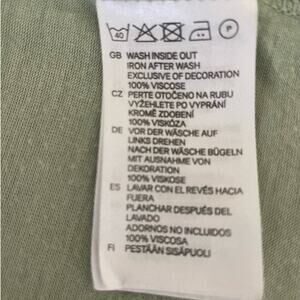 40 P
GB WASH INSIDE OUT
IRON AFTER WASH
EXCLUSIVE OF DECORATION
100% VISCOSE
CZ PERTE OTOČENO NA RUBU
VYŽEHLETE PO VYPRÁNÍ
KROMĚ ZDOBENÍ
100% VISKÓZA
DE VOR DER WÄSCHE AUF
LINKS DREHEN
NACH DER WÄSCHE BÜGELN
MIT AUSNAHME VON
DEKORATION
100% VISKOSE
ES LAVAR CON EL REVÉS HACIA
FUERA
PLANCHAR DESPUÉS DEL
LAVADO
ADORNOS NO INCLUIDOS
100% VISCOSA
FI PESTÄÄN SISÄPUOLI